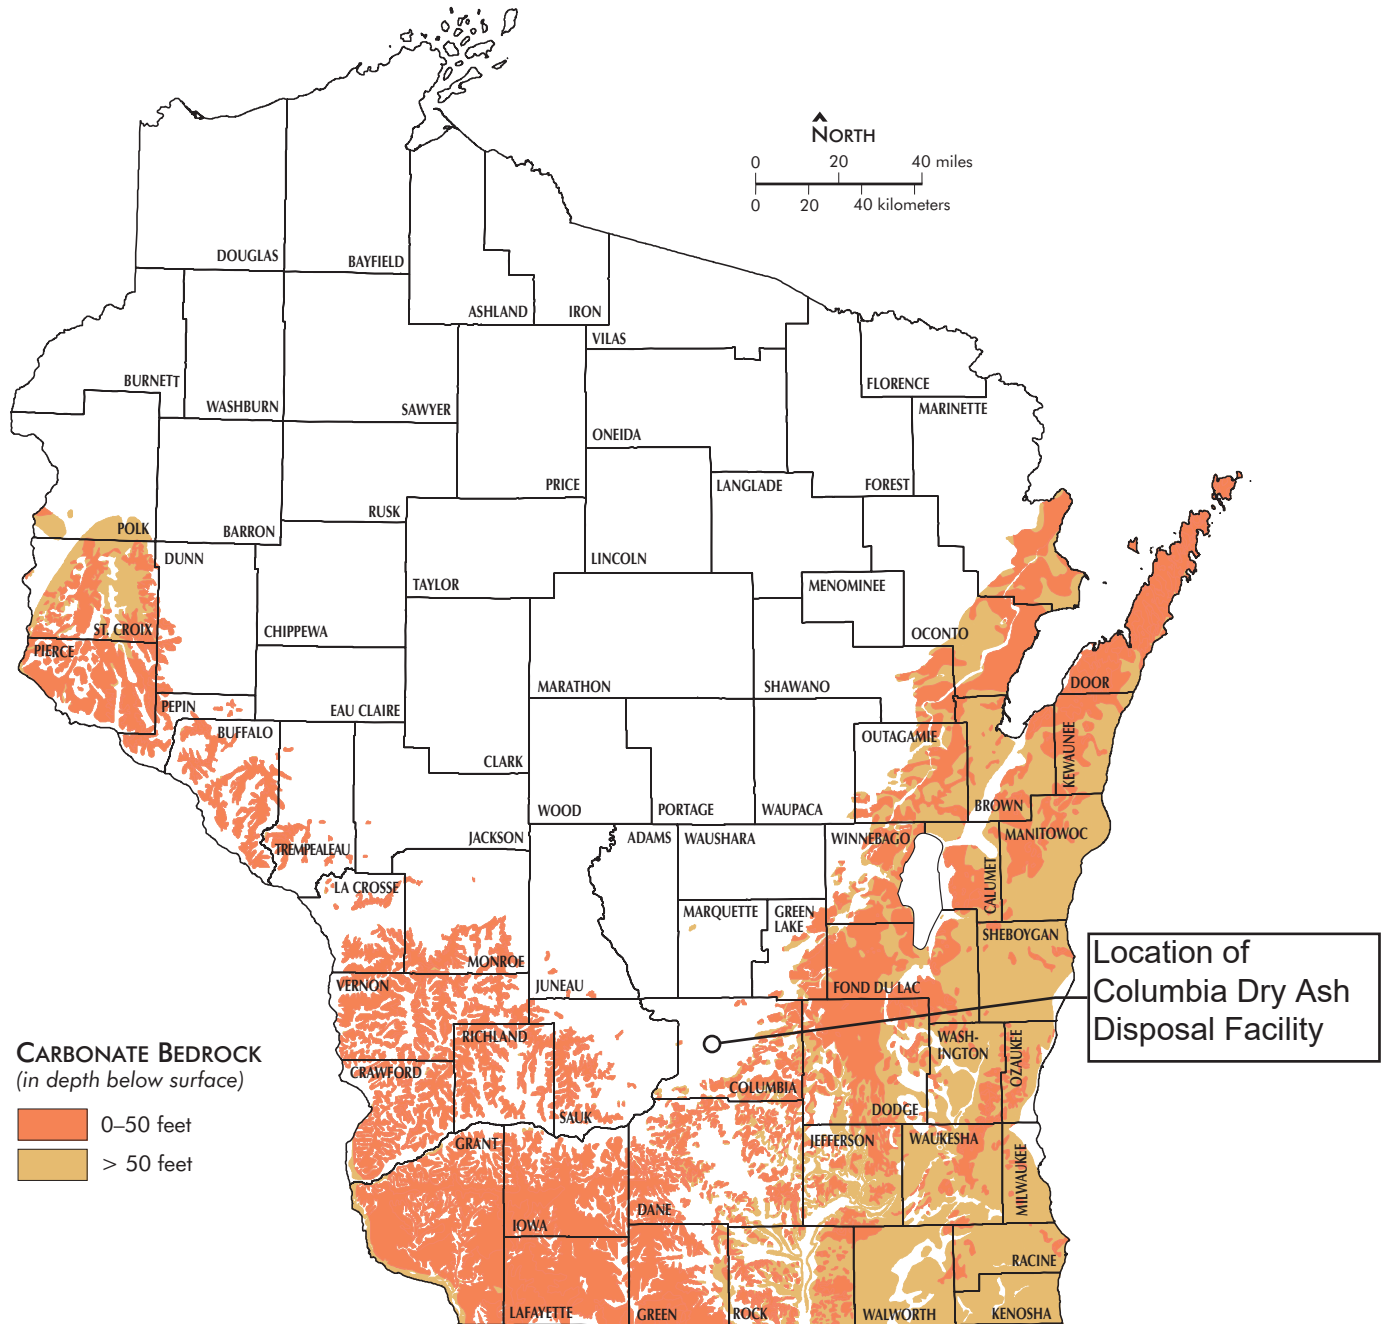 NORTH
0 20 40 miles
0 20 40 kilometers
DOUGLAS
BAYFIELD
ASHLAND
IRON
VILAS
BURNETT
WASHBURN
SAWYER
FLORENCE
MARINETTE
ONEIDA
PRICE
LANGLADE
FOREST
RUSK
POLK
BARRON
DUNN
LINCOLN
TAYLOR
MENOMINEE
ST. CROIX
CHIPPEWA
OCONTO
PIERCE
MARATHON
SHAWANO
DOOR
PEPIN
EAU CLAIRE
BUFFALO
OUTAGAMIE
KEWAUNEE
CLARK
WOOD
PORTAGE
WAUPACA
BROWN
MANITOWOC
TREMPEALEAU
JACKSON
ADAMS
WAUSHARA
WINNEBAGO
LA CROSSE
CALUMET
MARQUETTE
GREEN
LAKE
SHEBOYGAN
Location of
Columbia Dry Ash
Disposal Facility
MONROE
VERNON
JUNEAU
FOND DU LAC
RICHLAND
WASH-
INGTON
OZAUKEE
CARBONATE BEDROCK
(in depth below surface)
0–50 feet
> 50 feet
CRAWFORD
COLUMBIA
SAUK
DODGE
GRANT
JEFFERSON
WAUKESHA
MILWAUKEE
DANE
IOWA
RACINE
LAFAYETTE
GREEN
ROCK
WALWORTH
KENOSHA